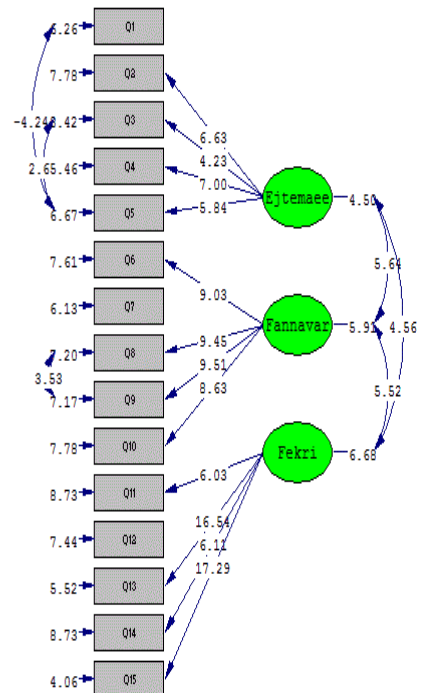 6.26 Q1
7.78 Q2
-4.24 8.42 Q3 6.63
4.23
2.65 5.46 Q4 7.00 Ejtemaee 4.50
6.67 Q5 5.84
7.61 Q6 5.64
9.03
6.13 Q7 Fannavar 5.91 4.56
7.20 Q8 9.45
3.53 9.51
7.17 Q9 8.63 5.52
7.78 Q10 Fekri 6.68
8.73 Q11 6.03
7.44 Q12 16.54
6.11
5.52 Q13 17.29
8.73 Q14
4.06 Q15